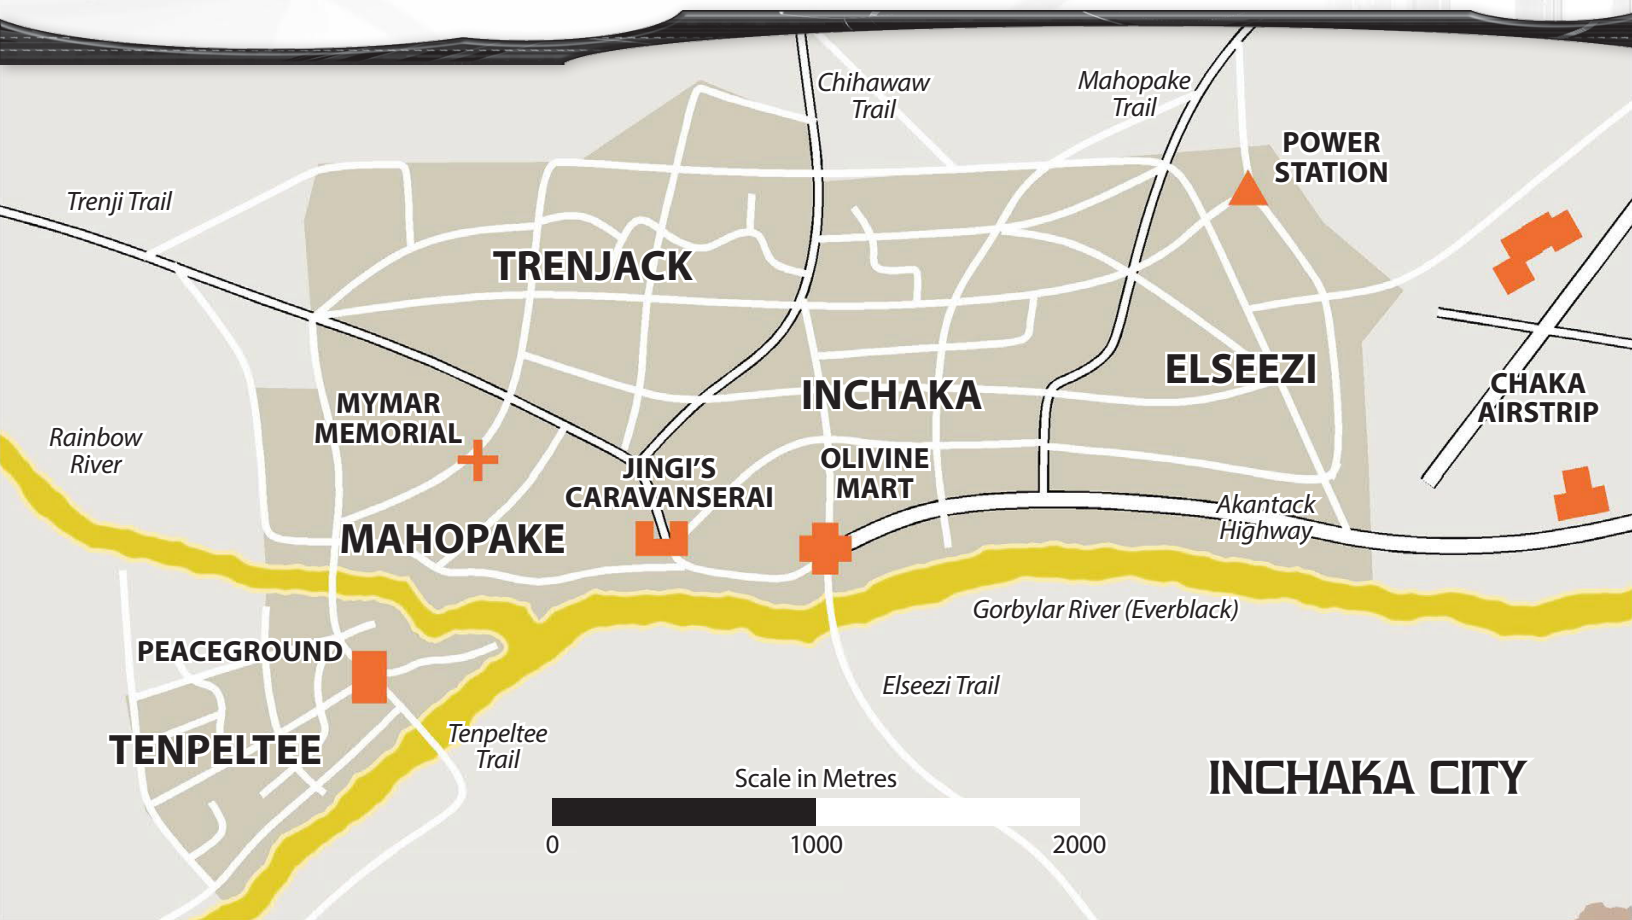 Chihawaw
Trail
Mahopake
Trail
POWER
STATION
Trenji Trail
TRENJACK
ELSEEZI
CHAKA
AIRSTRIP
INCHAKA
MYMAR
MEMORIAL
Rainbow
River
JINGI'S
CARAVANSERAI
OLIVINE
MART
Akantack
Highway
MAHOPAKE
Gorbylar River (Everblack)
PEACEGROUND
Elseezi Trail
TENPELTEE
Tenpeltee
Trail
Scale in Metres
INCHAKA CITY
0 1000 2000